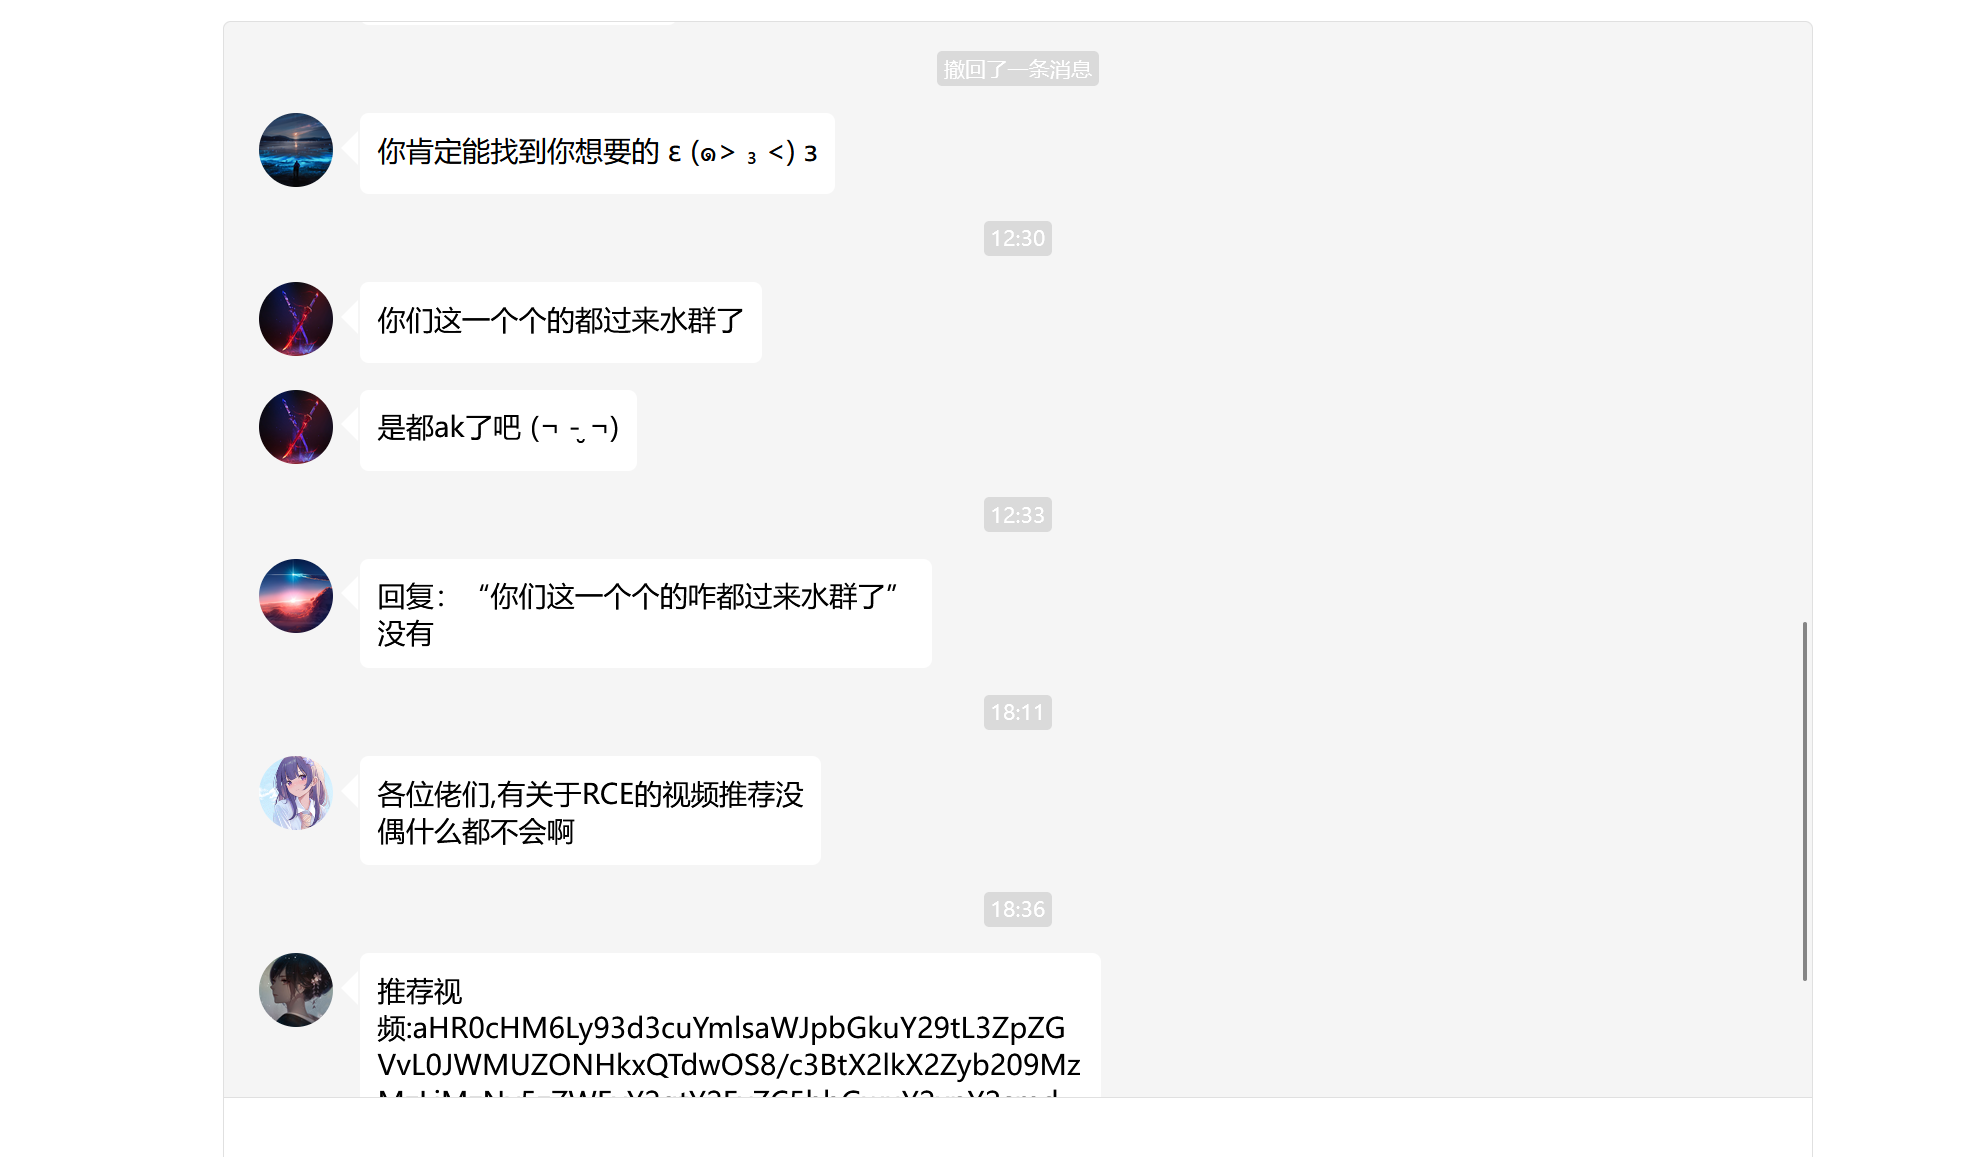 撤回了一条消息
你肯定能找到你想要的 ε (๑> ₃ <) з
12:30
你们这一个个的都过来水群了
是都ak了吧 (¬ -̮ ¬)
12:33
回复：“你们这一个个的咋都过来水群了”
没有
18:11
各位佬们,有关于RCE的视频推荐没
偶什么都不会啊
18:36
推荐视
频:aHR0cHM6Ly93d3cuYmlsaWJpbGkuY29tL3ZpZG
VvL0JWMUZONHkxQTdwOS8/c3BtX2lkX2Zyb209Mz